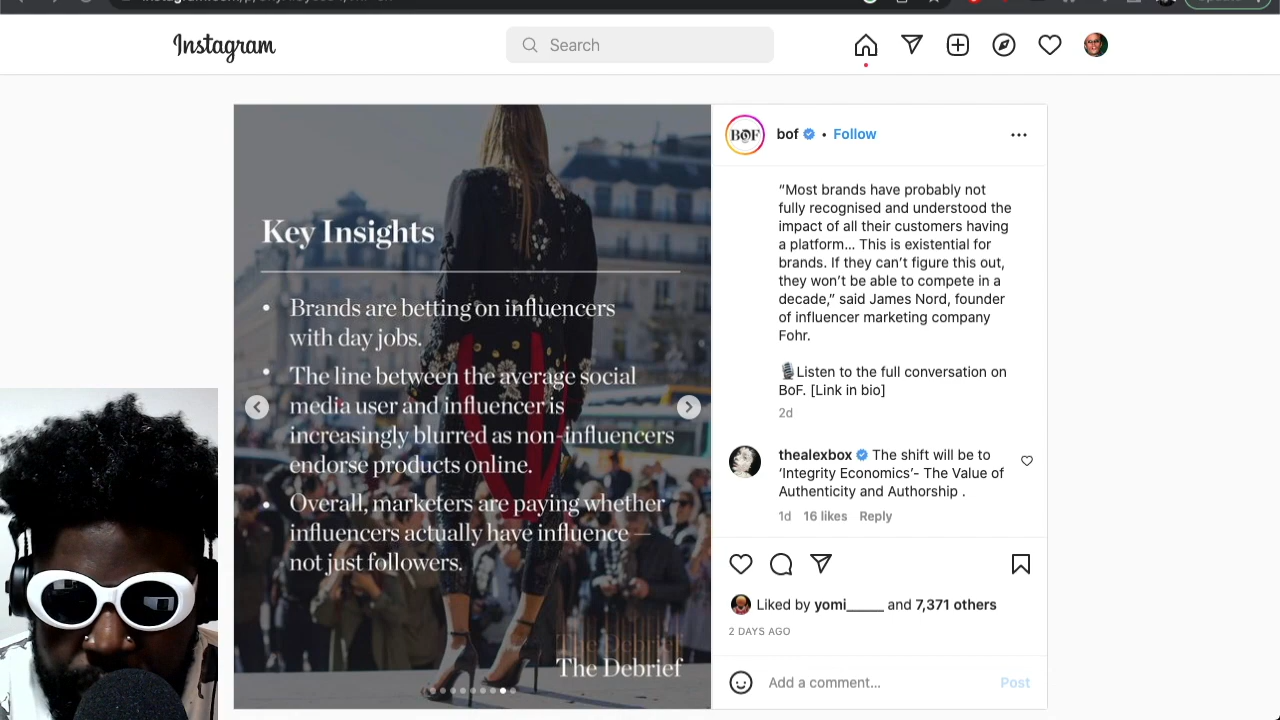 Instagram
Search
Key Insights
• Brands are betting on influencers
with day jobs.
• The line between the average social
media user and influencer is
increasingly blurred as non-influencers
endorse products online.
• Overall, marketers are paying whether
influencers actually have influence —
not just followers.
The Debrief
The Debrief
BOF
bof • Follow
“Most brands have probably not
fully recognised and understood the
impact of all their customers having
a platform... This is existential for
brands. If they can’t figure this out,
they won’t be able to compete in a
decade,” said James Nord, founder
of influencer marketing company
Fohr.
🎙️Listen to the full conversation on
BoF. [Link in bio]
2d
thealexbox The shift will be to
‘Integrity Economics’- The Value of
Authenticity and Authorship .
1d 16 likes Reply
Liked by yomi_____ and 7,371 others
2 DAYS AGO
Add a comment...
Post